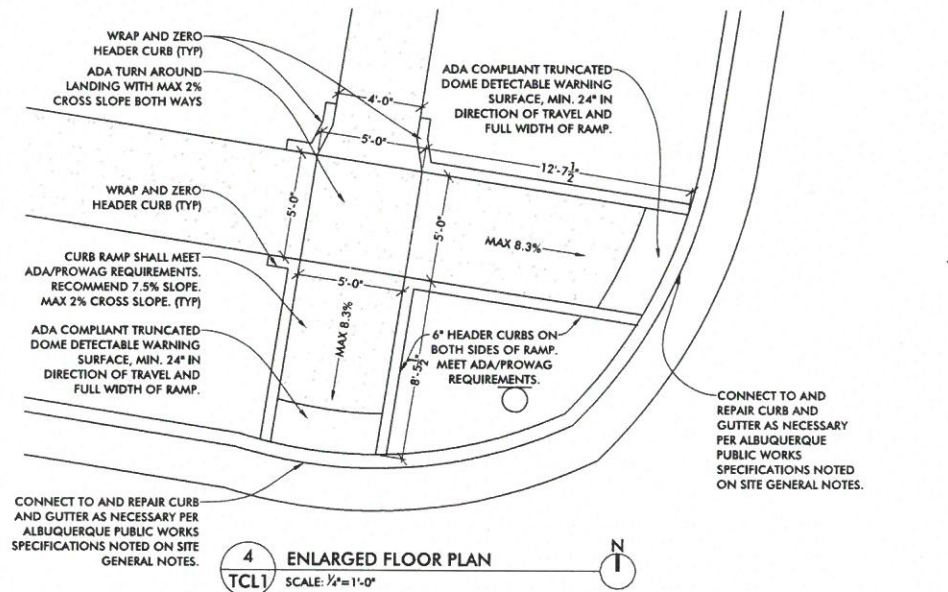 WRAP AND ZERO
HEADER CURB (TYP)
ADA TURN AROUND
LANDING WITH MAX 2%
CROSS SLOPE BOTH WAYS
ADA COMPLIANT TRUNCATED
DOME DETECTABLE WARNING
SURFACE, MIN. 24" IN
DIRECTION OF TRAVEL AND
FULL WIDTH OF RAMP.
4'-0"
5'-0"
12'-7½"
WRAP AND ZERO
HEADER CURB (TYP)
5'-0"
5'-0"
MAX 8.3%
CURB RAMP SHALL MEET
ADA/PROWAG REQUIREMENTS.
RECOMMEND 7.5% SLOPE.
MAX 2% CROSS SLOPE. (TYP)
5'-0"
MAX 8.3%
ADA COMPLIANT TRUNCATED
DOME DETECTABLE WARNING
SURFACE, MIN. 24" IN
DIRECTION OF TRAVEL AND
FULL WIDTH OF RAMP.
6" HEADER CURBS ON
BOTH SIDES OF RAMP.
MEET ADA/PROWAG
REQUIREMENTS.
8'-5½"
CONNECT TO AND
REPAIR CURB AND
GUTTER AS NECESSARY
PER ALBUQUERQUE
PUBLIC WORKS
SPECIFICATIONS NOTED
ON SITE GENERAL NOTES.
CONNECT TO AND REPAIR CURB
AND GUTTER AS NECESSARY PER
ALBUQUERQUE PUBLIC WORKS
SPECIFICATIONS NOTED ON SITE
GENERAL NOTES.
4
TCL1
ENLARGED FLOOR PLAN
SCALE: ¼"=1'-0"
N